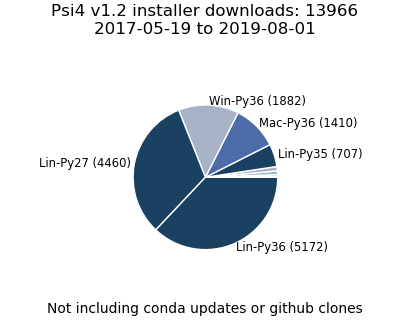 Psi4 v1.2 installer downloads: 13966
2017-05-19 to 2019-08-01
Win-Py36 (1882)
Mac-Py36 (1410)
Lin-Py35 (707)
Lin-Py27 (4460)
Lin-Py36 (5172)
Not including conda updates or github clones